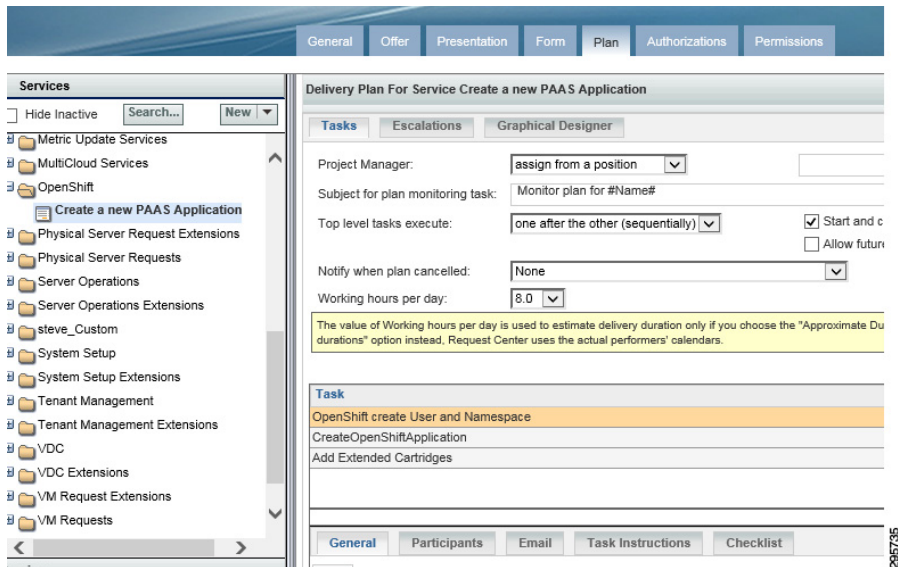 General Offer Presentation Form Plan Authorizations Permissions
Services
Hide Inactive Search... New
Metric Update Services
MultiCloud Services
OpenShift
Create a new PAAS Application
Physical Server Request Extensions
Physical Server Requests
Server Operations
Server Operations Extensions
steve_Custom
System Setup
System Setup Extensions
Tenant Management
Tenant Management Extensions
VDC
VDC Extensions
VM Request Extensions
VM Requests
Delivery Plan For Service Create a new PAAS Application
Tasks Escalations Graphical Designer
Project Manager: assign from a position
Subject for plan monitoring task: Monitor plan for #Name#
Top level tasks execute: one after the other (sequentially) Start and c
Allow future
Notify when plan cancelled: None
Working hours per day: 8.0
The value of Working hours per day is used to estimate delivery duration only if you choose the "Approximate Du
durations" option instead, Request Center uses the actual performers' calendars.
Task
OpenShift create User and Namespace
CreateOpenShiftApplication
Add Extended Cartridges
General Participants Email Task Instructions Checklist
295735